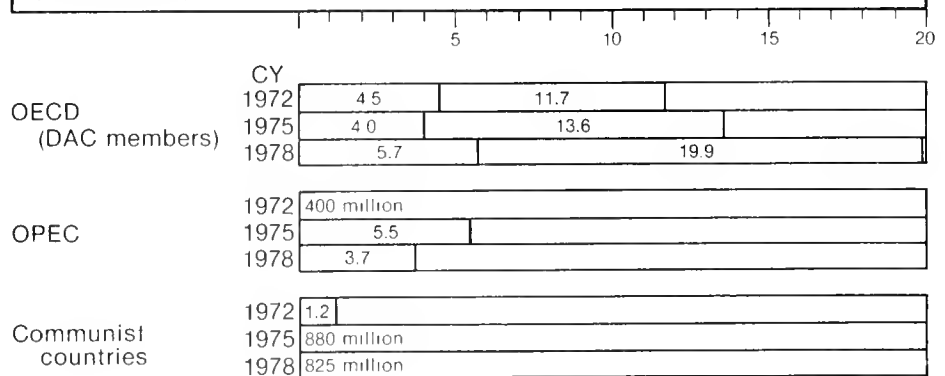 5 10 15 20
CY
OECD
(DAC members)
1972 4 5 11.7
1975 4 0 13.6
1978 5.7 19.9
OPEC
1972 400 million
1975 5.5
1978 3.7
Communist
countries
1972 1.2
1975 880 million
1978 825 million